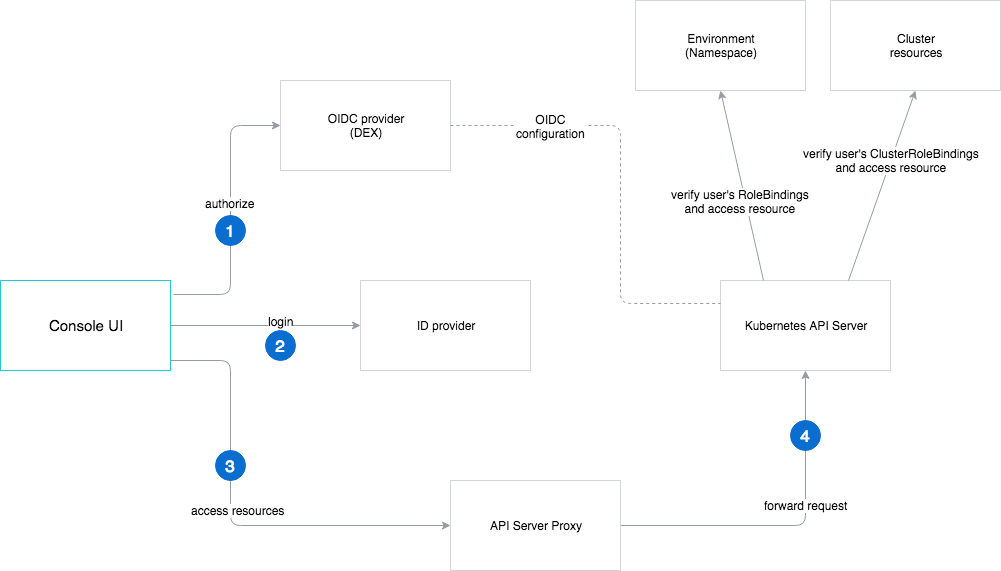 Environment
(Namespace)
Cluster
resources
OIDC provider
(DEX)
OIDC
configuration
verify user's ClusterRoleBindings
and access resource
verify user's RoleBindings
and access resource
authorize
1
Console UI
login
2
ID provider
Kubernetes API Server
3
access resources
4
forward request
API Server Proxy